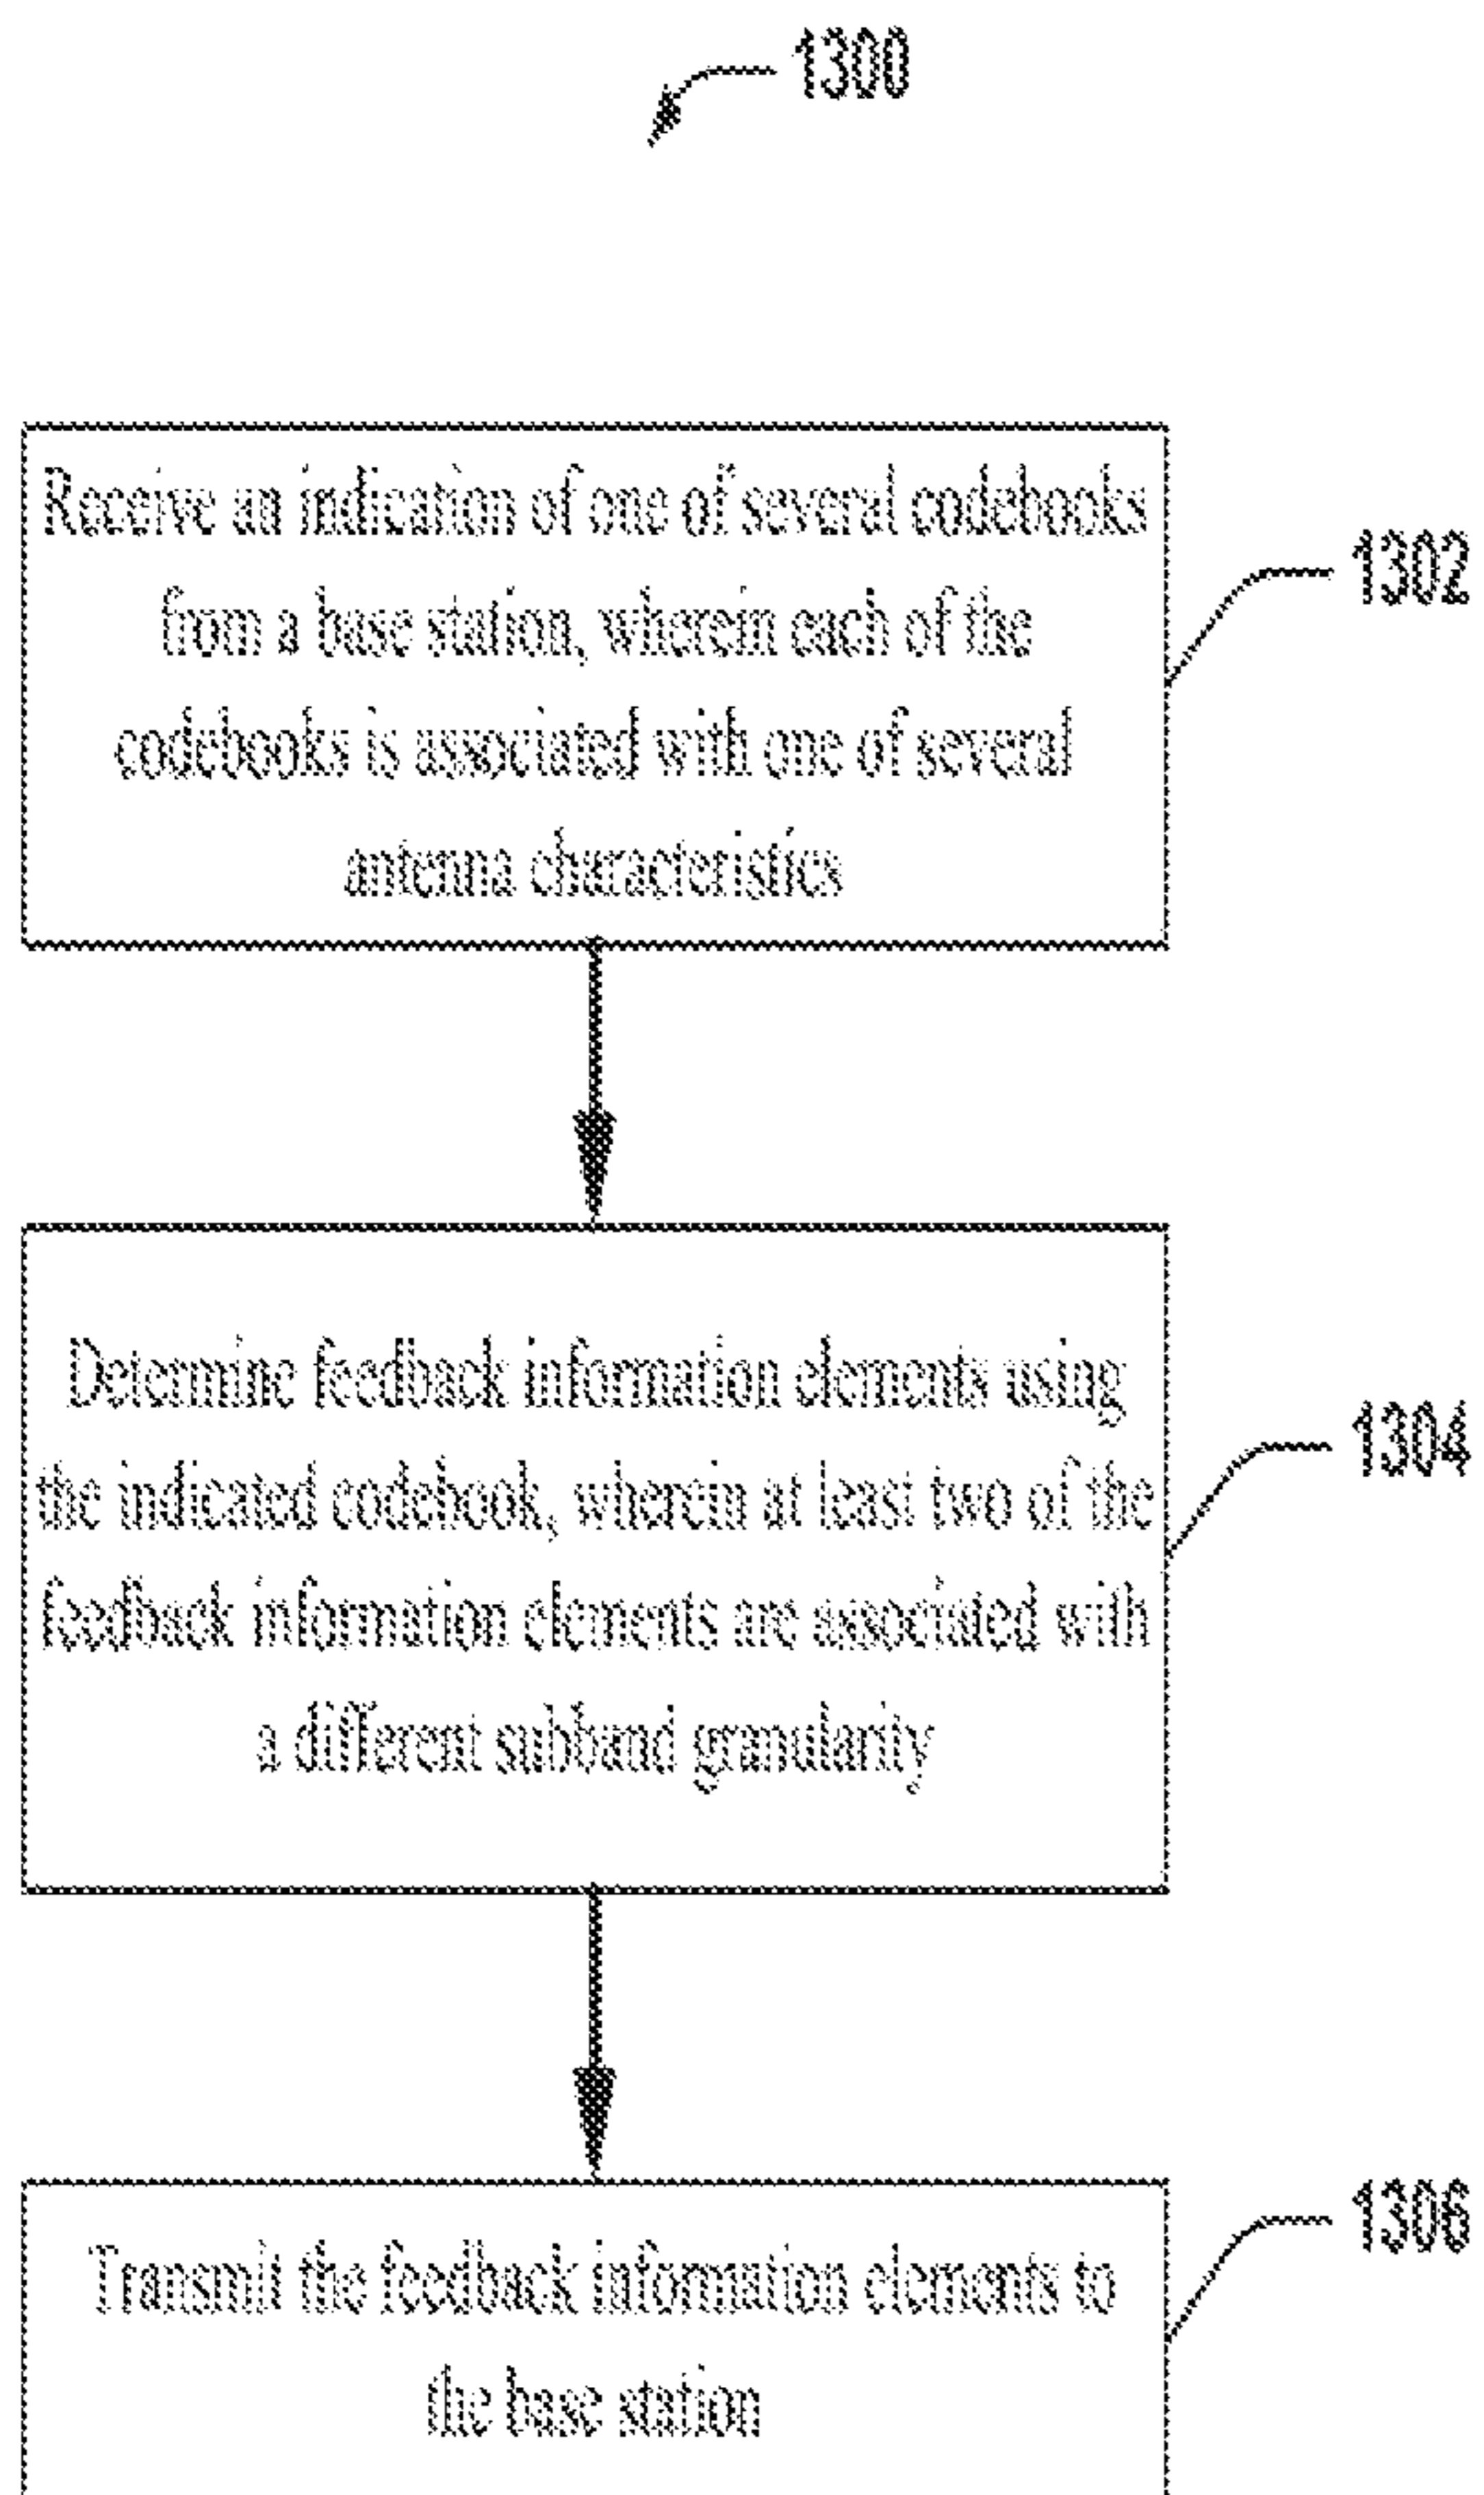 1300
Receive an indication of one of several codebooks
from a base station, wherein each of the
codebooks is associated with one of several
antenna characteristics
1302
Determine feedback information elements using
the indicated codebook, wherein at least two of the
feedback information elements are associated with
a different subband granularity
1304
Transmit the feedback information elements to
the base station
1306